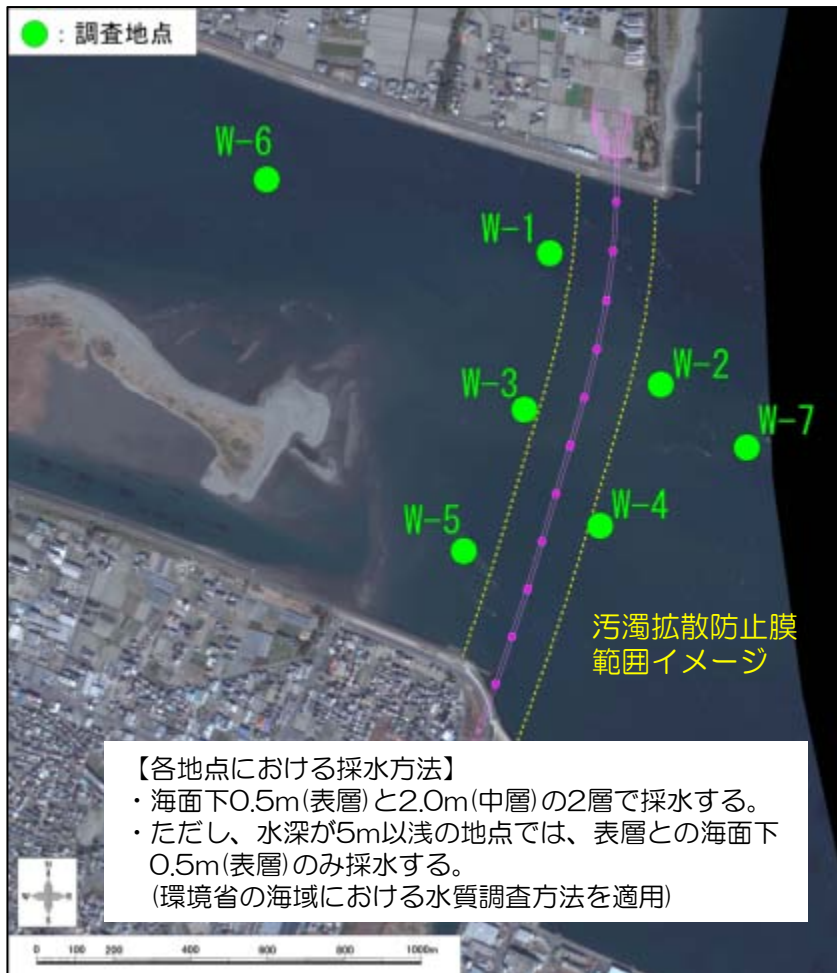 ：調査地点
W-6
W-1
W-2
W-3
W-7
W-5
W-4
汚濁拡散防止膜
範囲イメージ
【各地点における採水方法】
・海面下0.5m(表層)と2.0m(中層)の2層で採水する。
・ただし、水深が5m以浅の地点では、表層との海面下
0.5m(表層)のみ採水する。
(環境省の海域における水質調査方法を適用)
0 100 200 400 600 800 1000m